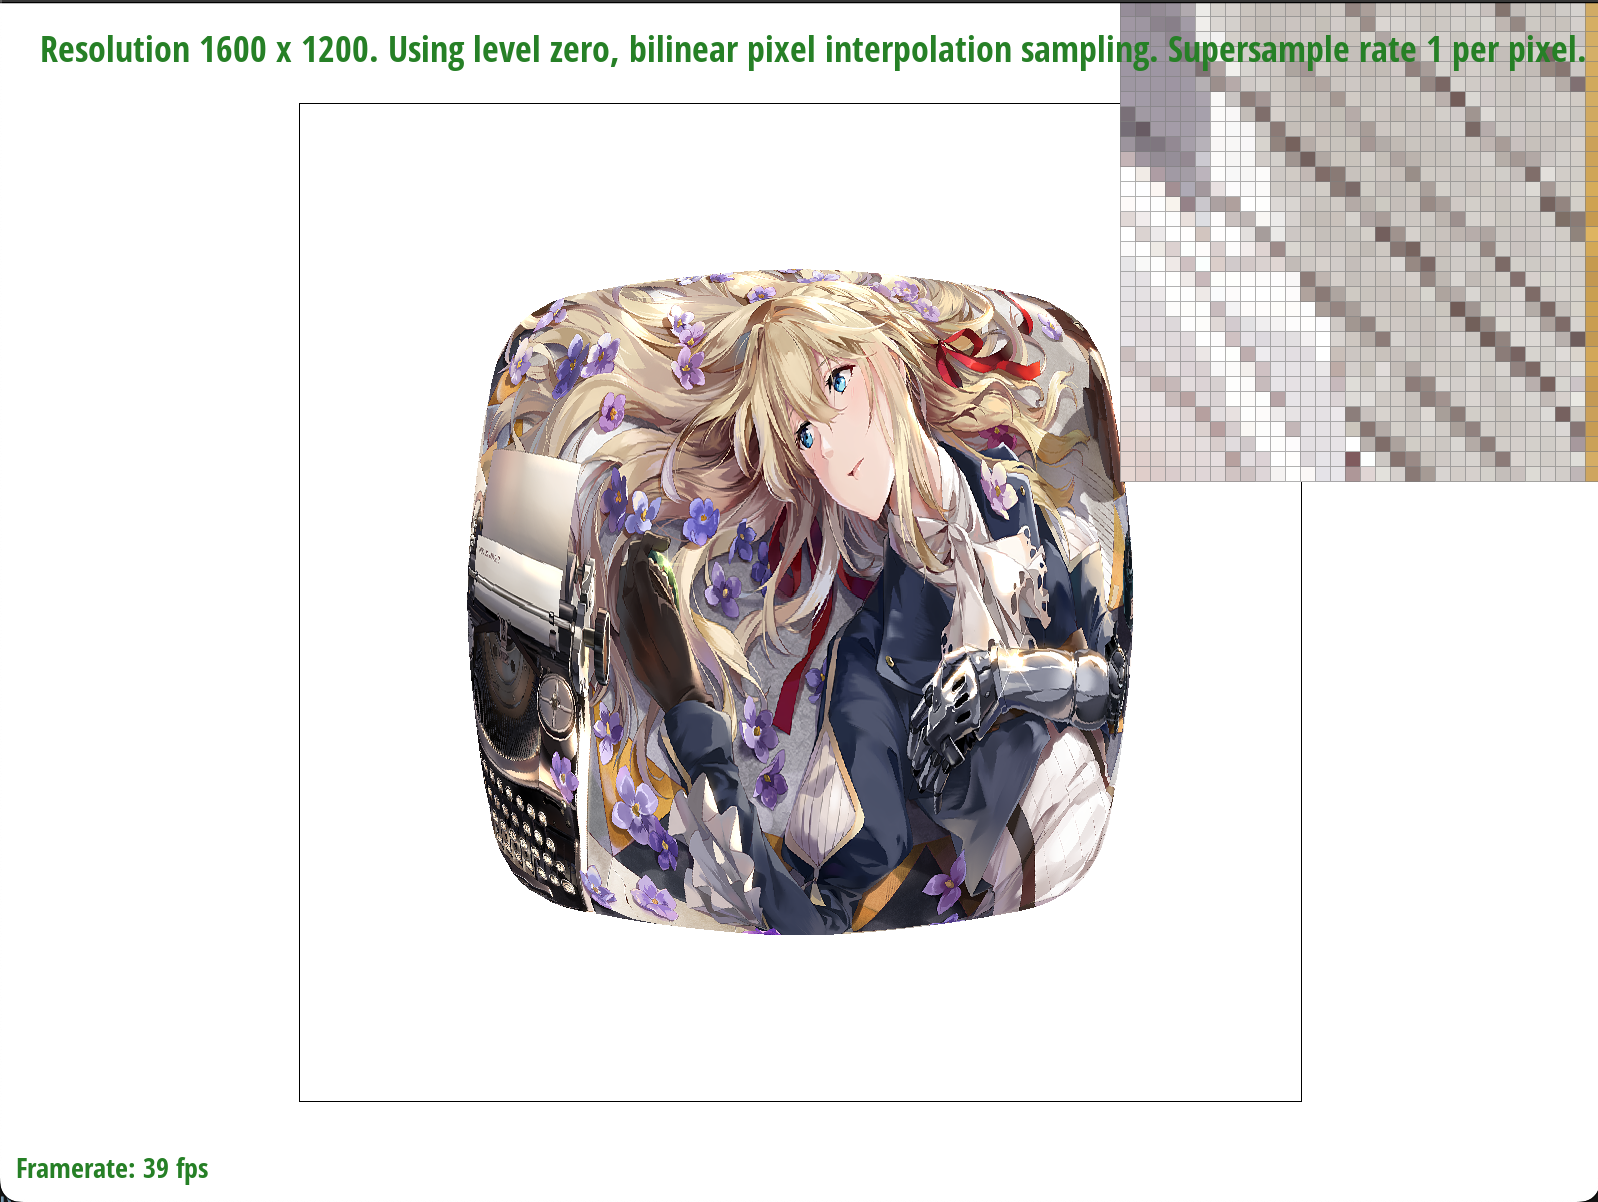 Resolution 1600 x 1200. Using level zero, bilinear pixel interpolation sampling. Supersample rate 1 per pixel.
Framerate: 39 fps